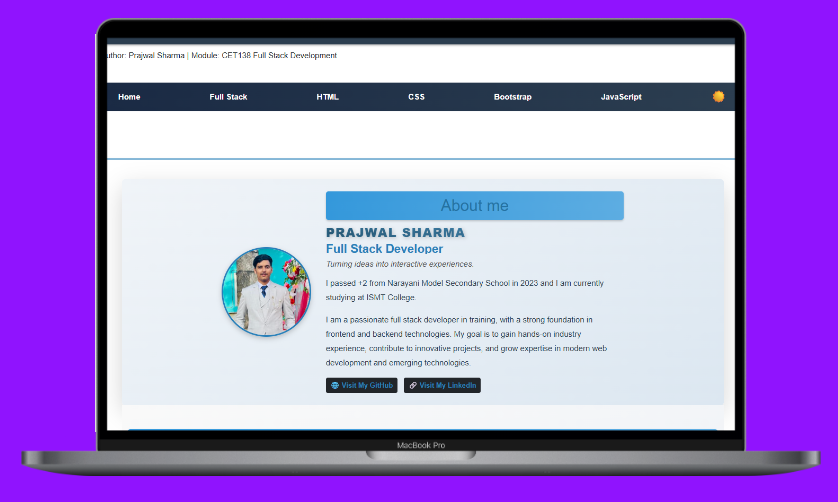 uthor: Prajwal Sharma | Module: CET138 Full Stack Development
Home Full Stack HTML CSS Bootstrap JavaScript
About me
PRAJWAL SHARMA
Full Stack Developer
Turning ideas into interactive experiences.
I passed +2 from Narayani Model Secondary School in 2023 and I am currently
studying at ISMT College.
I am a passionate full stack developer in training, with a strong foundation in
frontend and backend technologies. My goal is to gain hands-on industry
experience, contribute to innovative projects, and grow expertise in modern web
development and emerging technologies.
Visit My GitHub Visit My LinkedIn
MacBook Pro